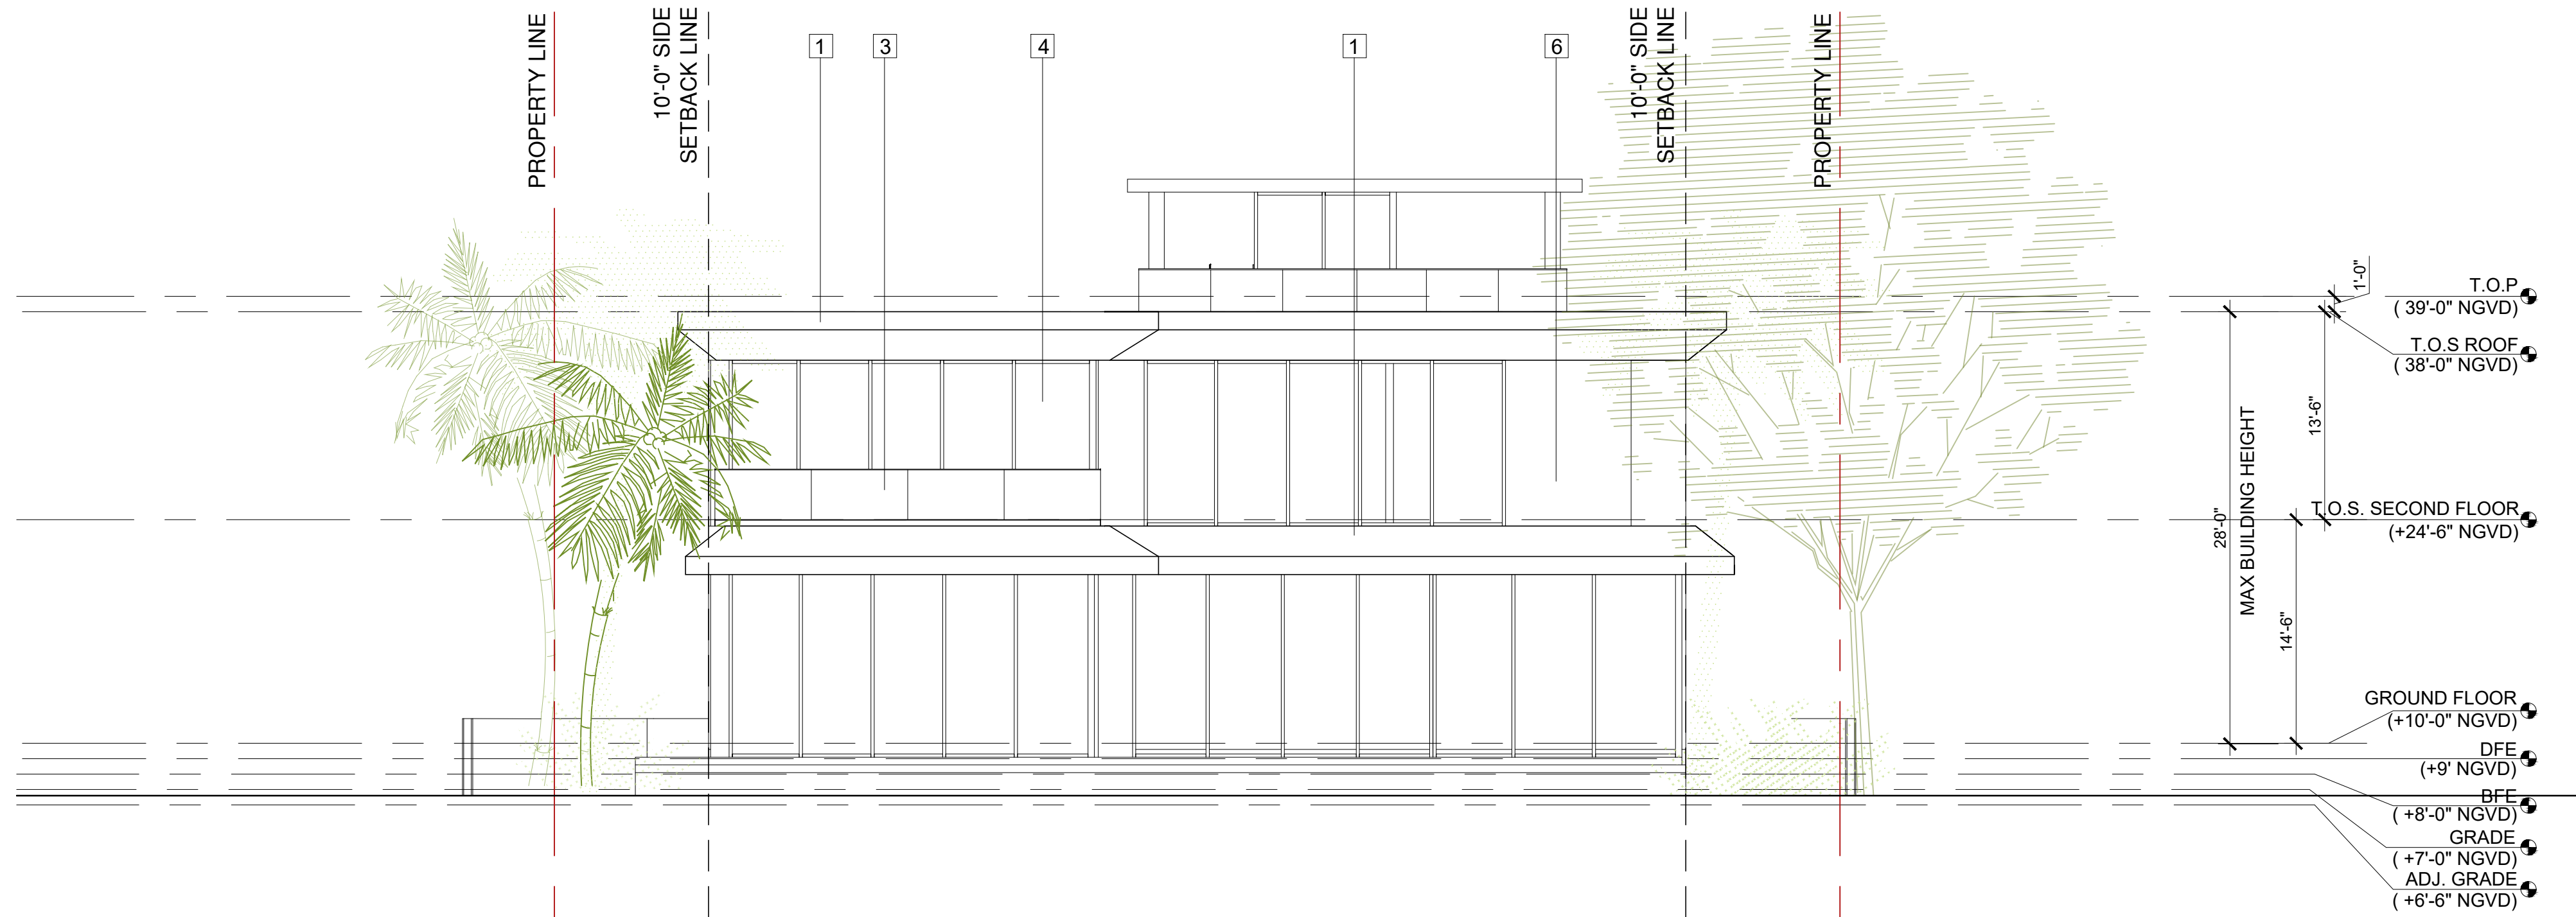 PROPERTY LINE
10'-0" SIDE
SETBACK LINE
1
3
4
1
6
10'-0" SIDE
SETBACK LINE
PROPERTY LINE
1'-0"
T.O.P
( 39'-0" NGVD)
T.O.S ROOF
( 38'-0" NGVD)
13'-6"
28'-0"
MAX BUILDING HEIGHT
T.O.S. SECOND FLOOR
(+24'-6" NGVD)
14'-6"
GROUND FLOOR
(+10'-0" NGVD)
DFE
(+9' NGVD)
BFE
( +8'-0" NGVD)
GRADE
( +7'-0" NGVD)
ADJ. GRADE
( +6'-6" NGVD)